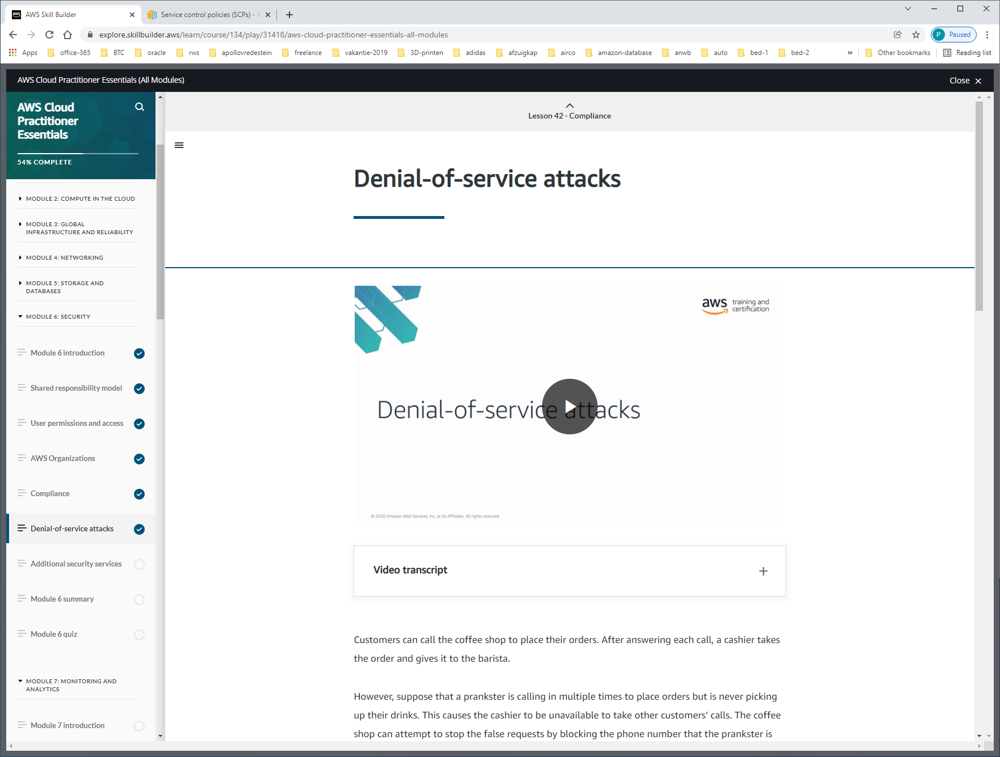 AWS Skill Builder
Service control policies (SCPs) - A
explore.skillbuilder.aws/learn/course/134/play/31418/aws-cloud-practitioner-essentials-all-modules
P Paused
Apps office-365 BTC oracle rws apollovredestein freelance vakantie-2019 3D-printen adidas afzuigkap airco amazon-database anwb auto bed-1 bed-2 » Other bookmarks Reading list
AWS Cloud Practitioner Essentials (All Modules)
Close
AWS Cloud
Practitioner
Essentials
54% COMPLETE
MODULE 2: COMPUTE IN THE CLOUD
MODULE 3: GLOBAL
INFRASTRUCTURE AND RELIABILITY
MODULE 4: NETWORKING
MODULE 5: STORAGE AND
DATABASES
MODULE 6: SECURITY
Module 6 introduction
Shared responsibility model
User permissions and access
AWS Organizations
Compliance
Denial-of-service attacks
Additional security services
Module 6 summary
Module 6 quiz
MODULE 7: MONITORING AND
ANALYTICS
Module 7 introduction
Lesson 42 - Compliance
Denial-of-service attacks
aws training and
certification
Denial-of-service attacks
© 2020 Amazon Web Services, Inc. or its Affiliates. All rights reserved.
Video transcript
Customers can call the coffee shop to place their orders. After answering each call, a cashier takes
the order and gives it to the barista.
However, suppose that a prankster is calling in multiple times to place orders but is never picking
up their drinks. This causes the cashier to be unavailable to take other customers’ calls. The coffee
shop can attempt to stop the false requests by blocking the phone number that the prankster is